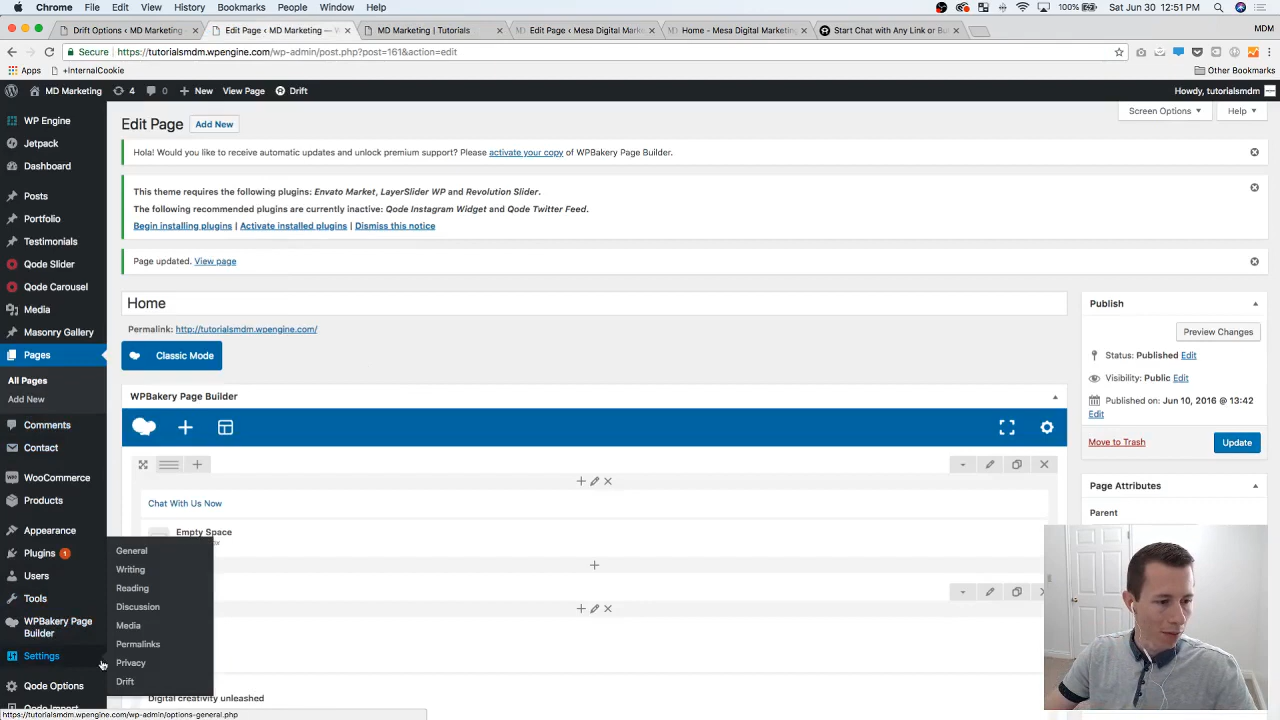 Chrome File Edit View History Bookmarks People Window Help 100% Sat Jun 30 12:51 PM
Drift Options ‹ MD Marketing Edit Page ‹ MD Marketing — W MD Marketing | Tutorials Edit Page ‹ Mesa Digital Marke Home - Mesa Digital Marketing Start Chat with Any Link or Bu MDM
Secure https://tutorialsmdm.wpengine.com/wp-admin/post.php?post=161&action=edit
Apps +InternalCookie Other Bookmarks
MD Marketing 4 0 New View Page Drift Howdy, tutorialsmdm
Screen Options Help
Edit Page Add New
Hola! Would you like to receive automatic updates and unlock premium support? Please activate your copy of WPBakery Page Builder.
This theme requires the following plugins: Envato Market, LayerSlider WP and Revolution Slider.
The following recommended plugins are currently inactive: Qode Instagram Widget and Qode Twitter Feed.
Begin installing plugins | Activate installed plugins | Dismiss this notice
Page updated. View page
WP Engine
Jetpack
Dashboard
Posts
Portfolio
Testimonials
Qode Slider
Qode Carousel
Media
Masonry Gallery
Pages
All Pages
Add New
Comments
Contact
WooCommerce
Products
Appearance
Plugins 1
Users
Tools
WPBakery Page
Builder
Settings
Qode Options
Qode Import
General
Writing
Reading
Discussion
Media
Permalinks
Privacy
Drift
Home
Permalink: http://tutorialsmdm.wpengine.com/
Classic Mode
WPBakery Page Builder
Chat With Us Now
Empty Space
Digital creativity unleashed
Publish
Preview Changes
Status: Published Edit
Visibility: Public Edit
Published on: Jun 10, 2016 @ 13:42
Edit
Move to Trash Update
Page Attributes
Parent
https://tutorialsmdm.wpengine.com/wp-admin/options-general.php